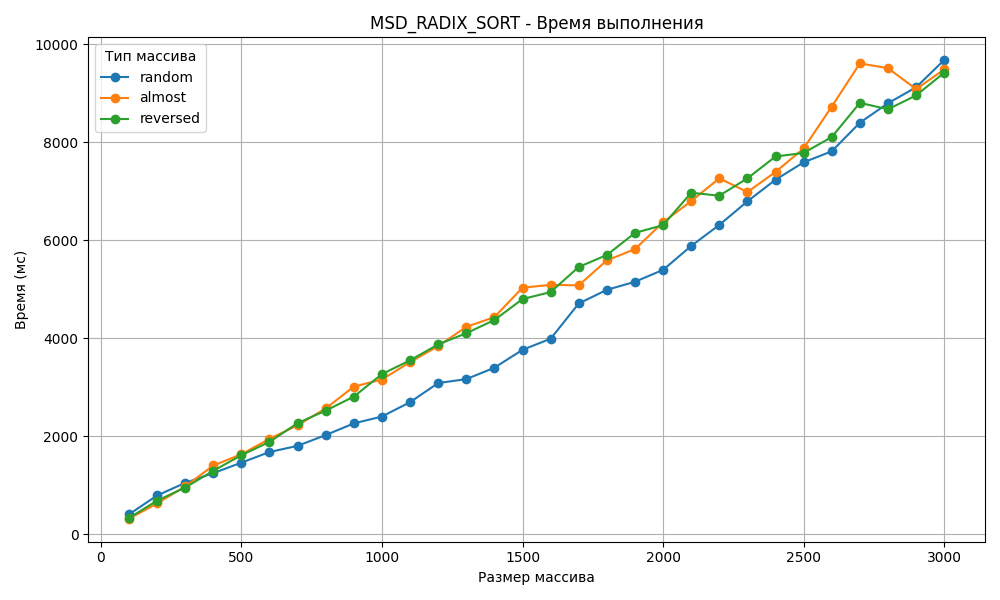 MSD_RADIX_SORT - Время выполнения
Тип массива
random
almost
reversed
Время (мс)
10000
8000
6000
4000
2000
0
0 500 1000 1500 2000 2500 3000
Размер массива